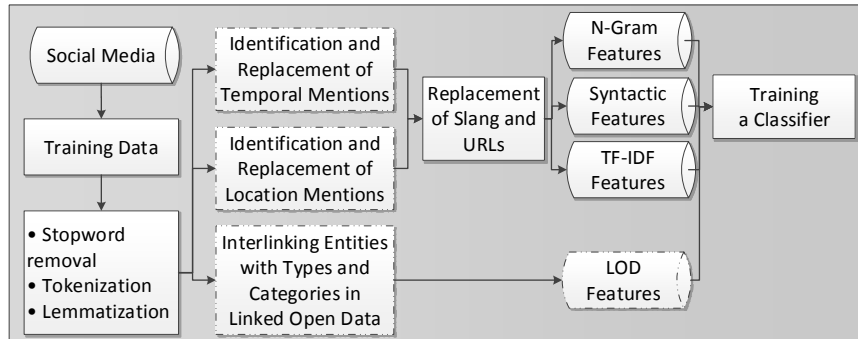 Social Media
Training Data
• Stopword
removal
• Tokenization
• Lemmatization
Identification and
Replacement of
Temporal Mentions
Identification and
Replacement of
Location Mentions
Interlinking Entities
with Types and
Categories in
Linked Open Data
Replacement
of Slang and
URLs
N-Gram
Features
Syntactic
Features
TF-IDF
Features
LOD
Features
Training
a Classifier